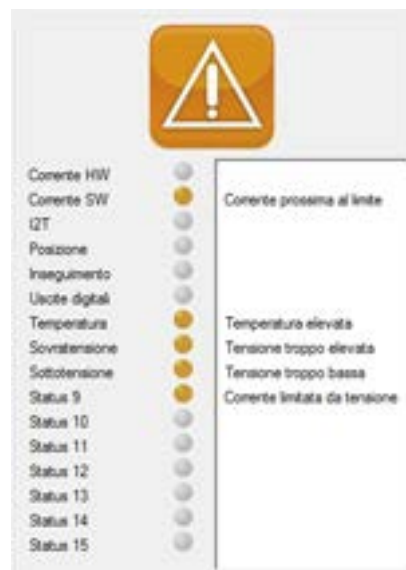 Corrente HW
Corrente SW Corrente prossima al limite
I2T
Posizione
Inseguimento
Uscite digitali
Temperatura Temperatura elevata
Sovratensione Tensione troppo elevata
Sottotensione Tensione troppo bassa
Status 9 Corrente limitata da tensione
Status 10
Status 11
Status 12
Status 13
Status 14
Status 15